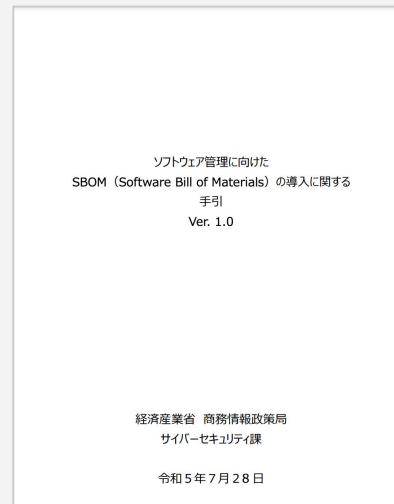 ソフトウェア管理に向けた
SBOM（Software Bill of Materials）の導入に関する
手引
Ver. 1.0
経済産業省 商務情報政策局
サイバーセキュリティ課
令和５年７月２８日